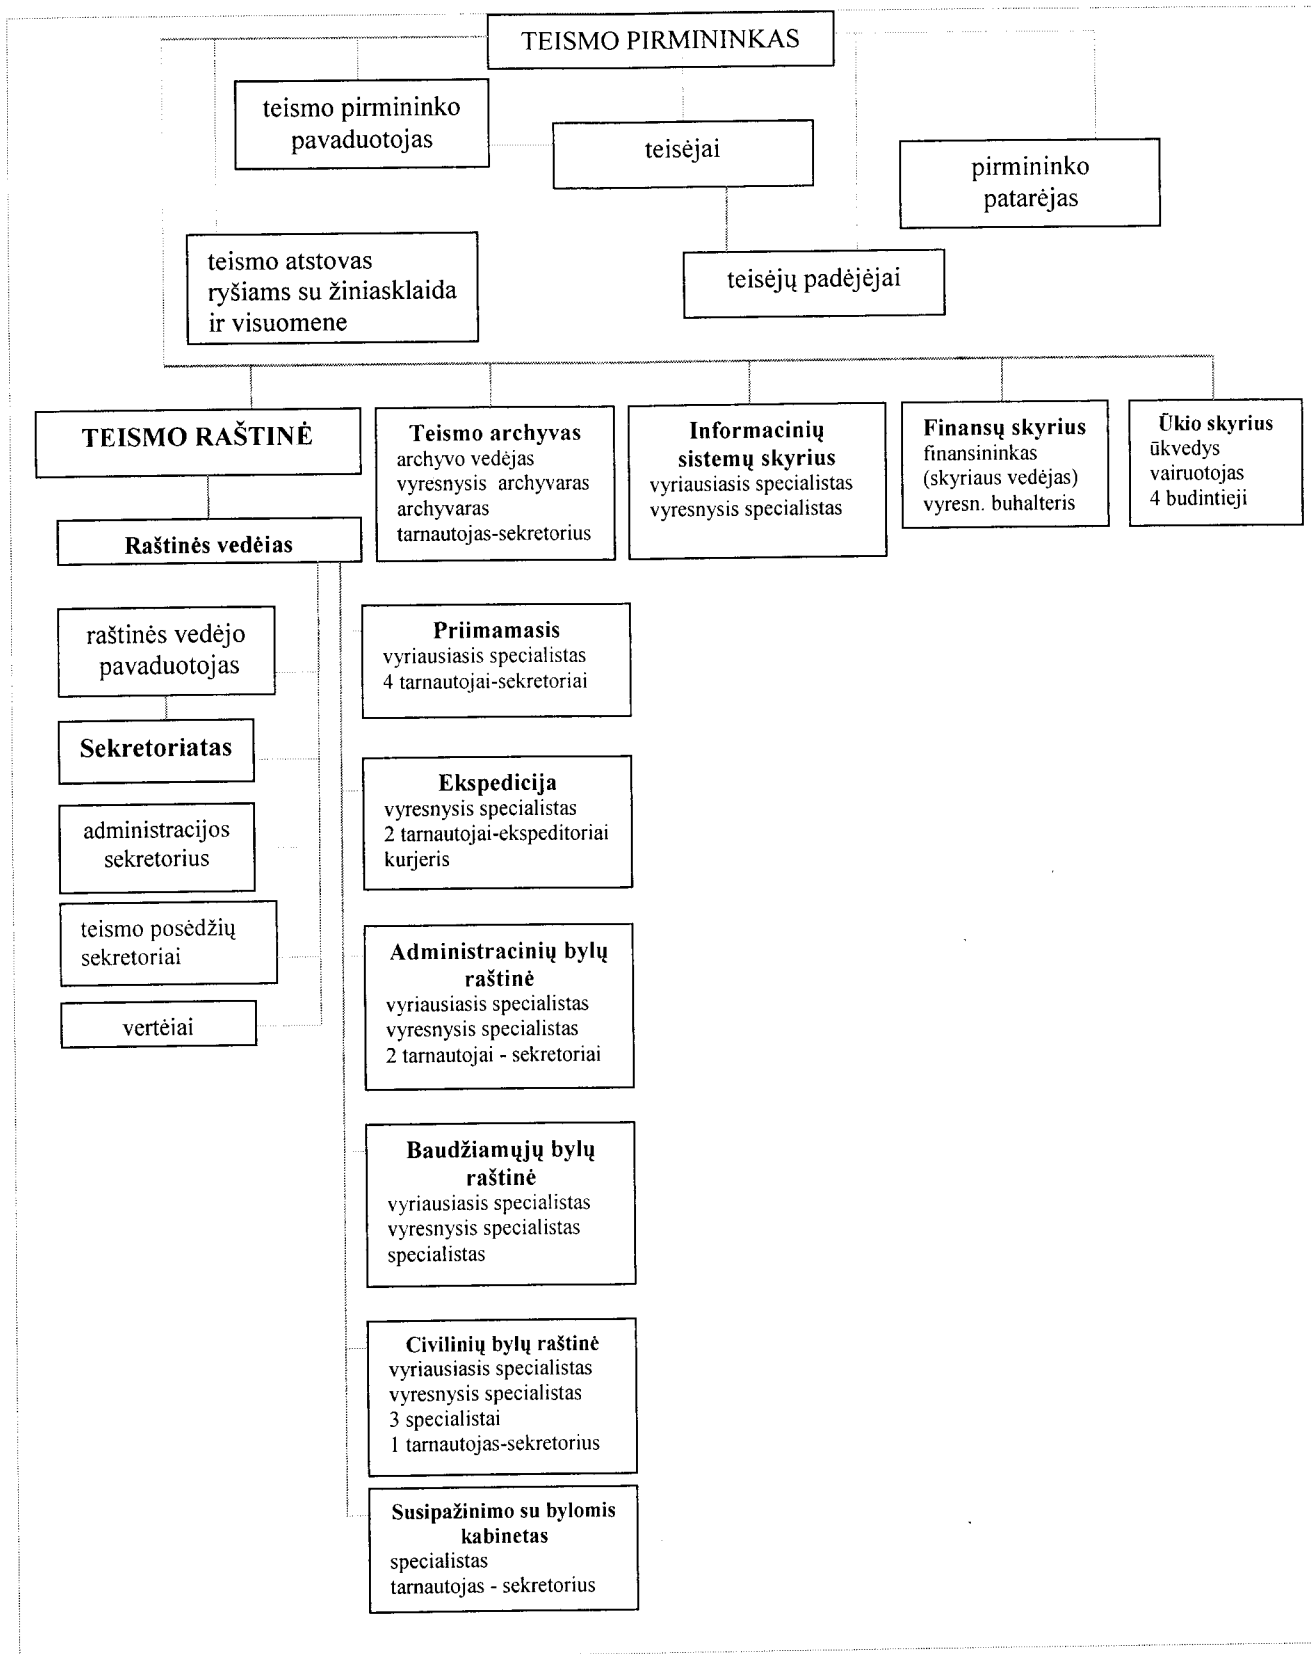 TEISMO PIRMININKAS
teismo pirmininko
pavaduotojas
teisėjai
pirmininko
patarėjas
teismo atstovas
ryšiams su žiniasklaida
ir visuomene
teisėjų padėjėjai
TEISMO RAŠTINĖ
Teismo archyvas
archyvo vedėjas
vyresnysis archyvaras
archyvaras
tarnautojas-sekretorius
Informacinių
sistemų skyrius
vyriausiasis specialistas
vyresnysis specialistas
Finansų skyrius
finansininkas
(skyriaus vedėjas)
vyresn. buhalteris
Ūkio skyrius
ūkvedys
vairuotojas
4 budintieji
Raštinės vedėjas
raštinės vedėjo
pavaduotojas
Sekretoriatas
administracijos
sekretorius
teismo posėdžių
sekretoriai
vertėjai
Priimamasis
vyriausiasis specialistas
4 tarnautojai-sekretoriai
Ekspedicija
vyresnysis specialistas
2 tarnautojai-ekspeditoriai
kurjeris
Administracinių bylų
raštinė
vyriausiasis specialistas
vyresnysis specialistas
2 tarnautojai - sekretoriai
Baudžiamųjų bylų
raštinė
vyriausiasis specialistas
vyresnysis specialistas
specialistas
Civilinių bylų raštinė
vyriausiasis specialistas
vyresnysis specialistas
3 specialistai
1 tarnautojas-sekretorius
Susipažinimo su bylomis
kabinetas
specialistas
tarnautojas - sekretorius